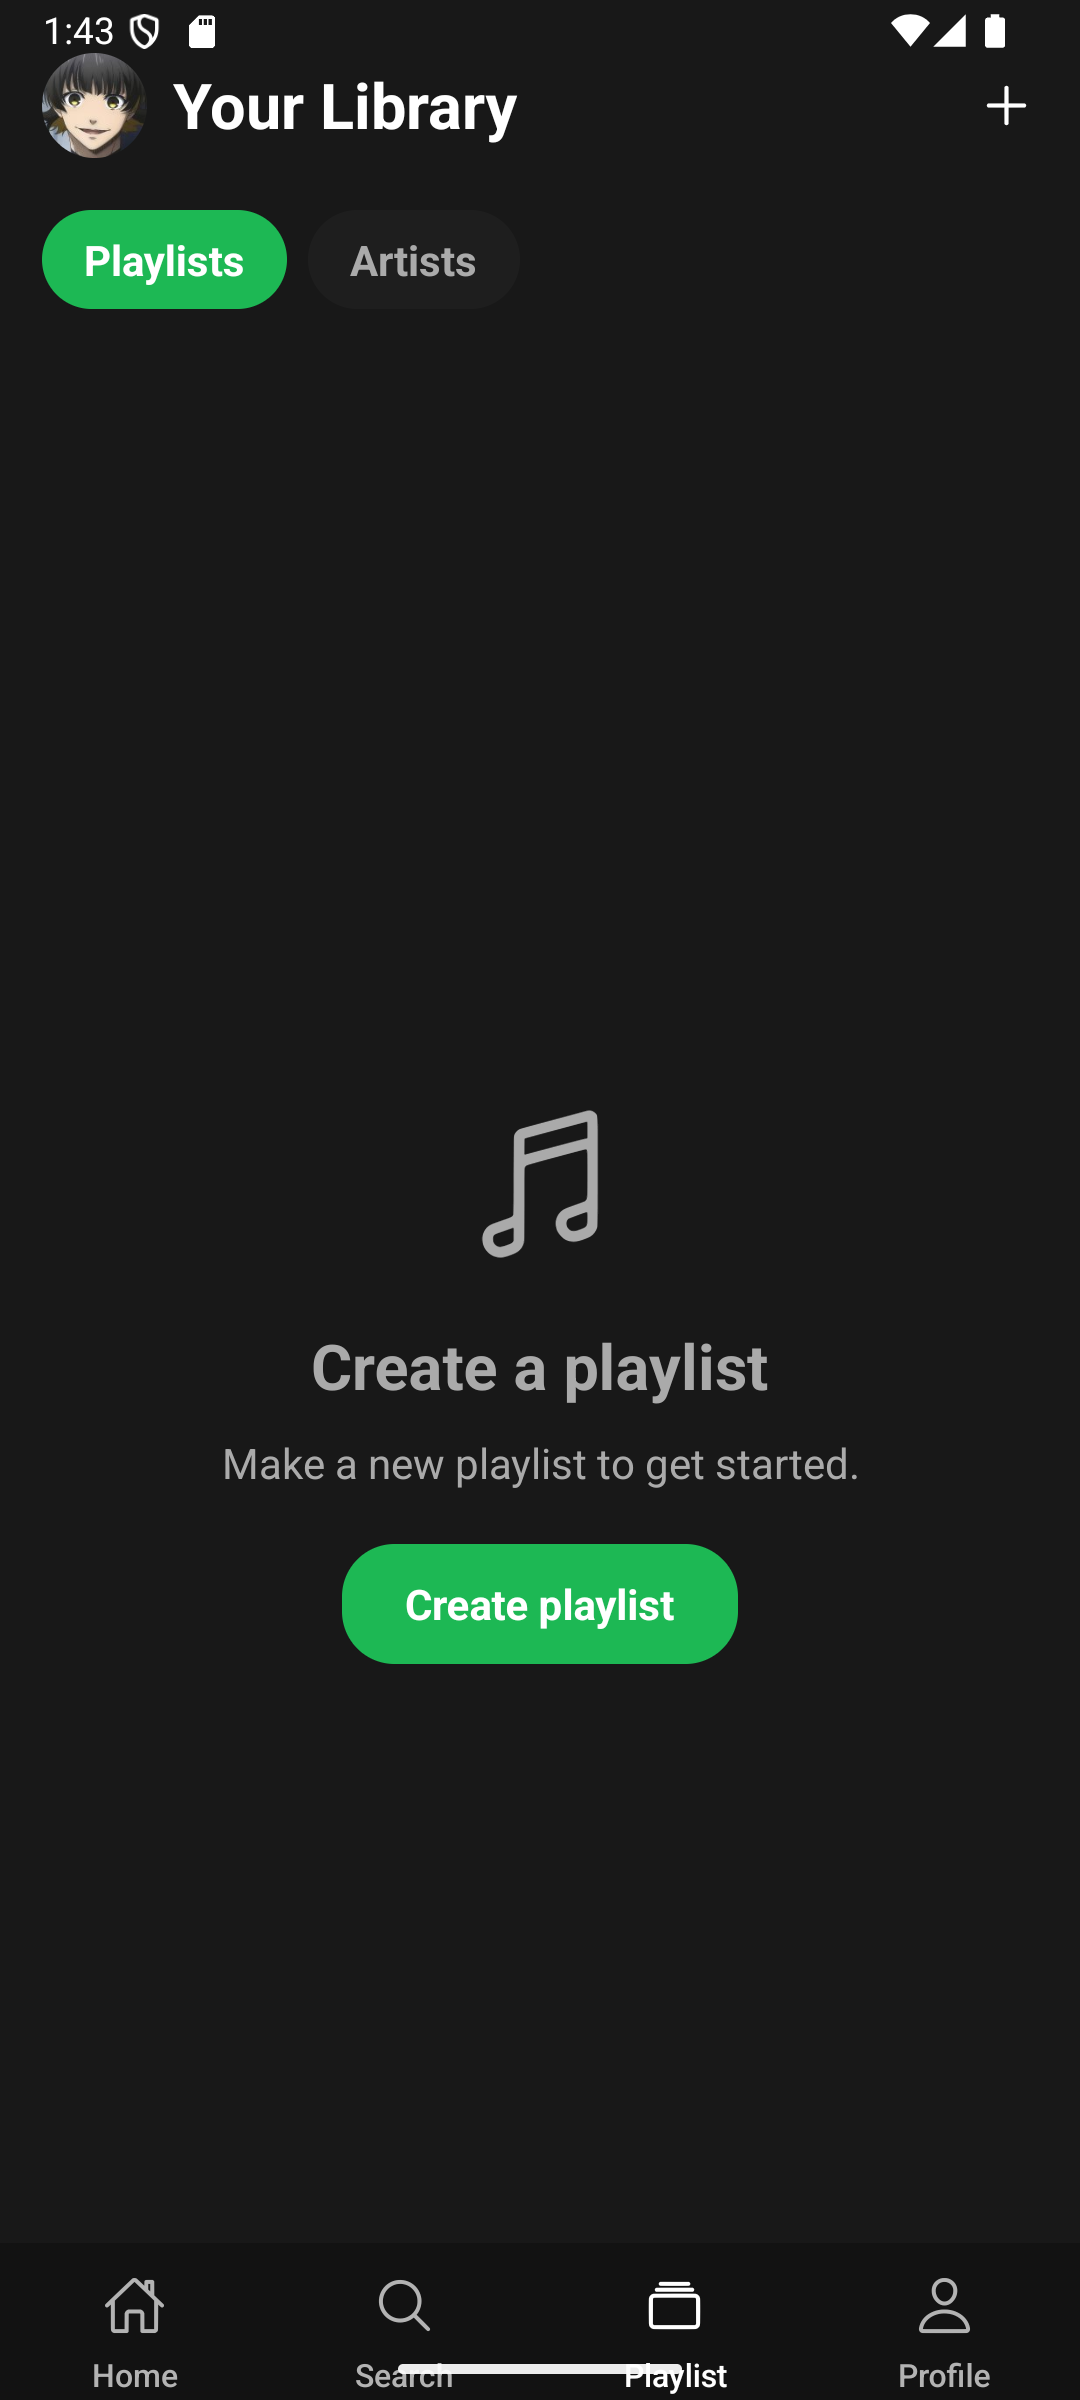 1:43
Your Library
Playlists
Artists
Create a playlist
Make a new playlist to get started.
Create playlist
Home
Search
Playlist
Profile